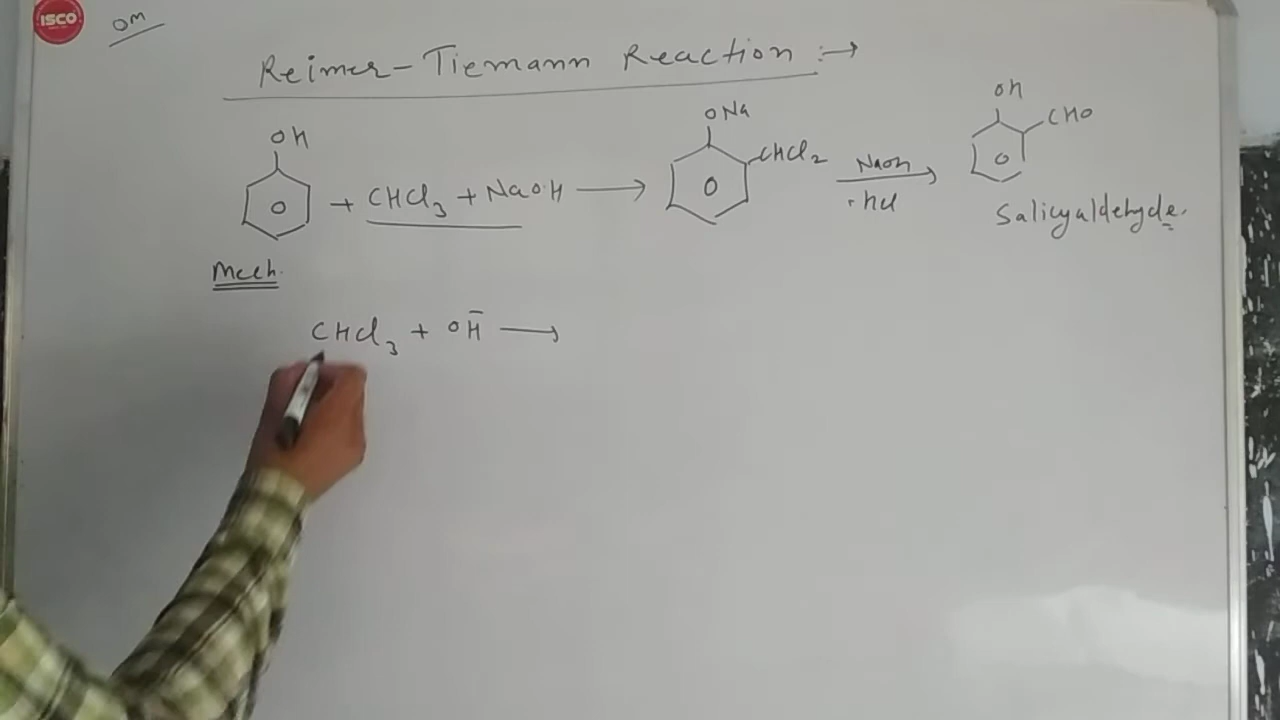 ISCO
OM
Reimer-Tiemann Reaction :→
OH
+ CHCl3 + NaOH →
ONa
CHCl2
NaOH
HCl
OH
CHO
Salicyaldehyde.
Mech.
CHCl3 + OH̄ →